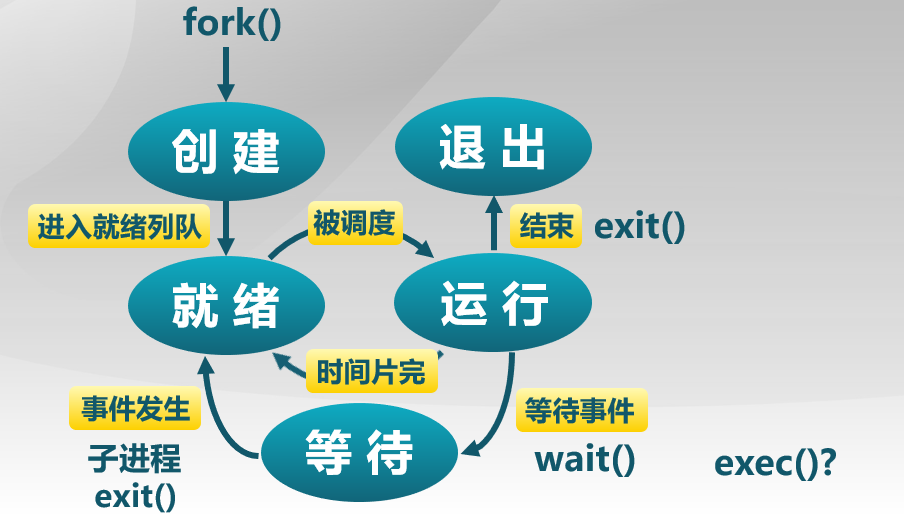 fork()
创建
退出
进入就绪列队
被调度
结束
exit()
就绪
运行
时间片完
事件发生
等待事件
等待
子进程
exit()
wait()
exec()?